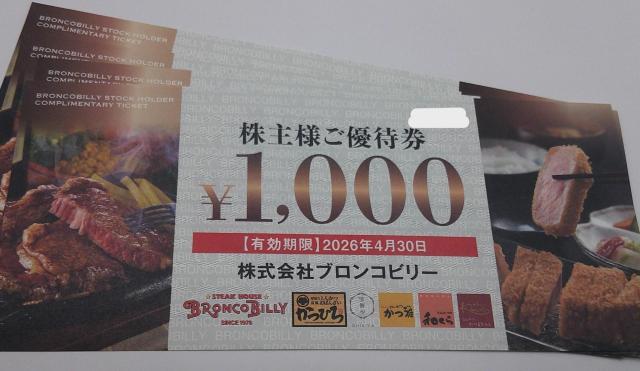 BRONCOBILLY STOCK HOLDER
COMPLIMENTARY TICKET
BRONCOBILLY STOCK HOLDER
COMPLIMENTARY TICKET
BRONCOBILLY STOCK HOLDER
COMPLIMENTARY TICKET
BRONCOBILLY STOCK HOLDER
COMPLIMENTARY TICKET
株主様ご優待券
¥1,000
【有効期限】2026年4月30日
株式会社ブロンコビリー
STEAK HOUSE
BRONCOBILLY
SINCE 1978
かつひろ
かつ雅